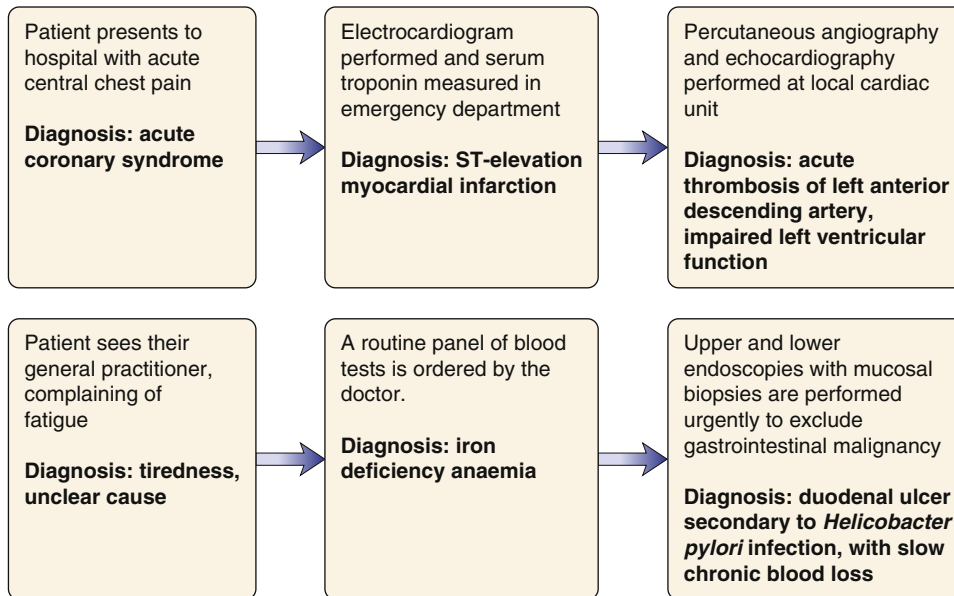 Patient presents to
hospital with acute
central chest pain
Diagnosis: acute
coronary syndrome
Electrocardiogram
performed and serum
troponin measured in
emergency department
Diagnosis: ST-elevation
myocardial infarction
Percutaneous angiography
and echocardiography
performed at local cardiac
unit
Diagnosis: acute
thrombosis of left anterior
descending artery,
impaired left ventricular
function
Patient sees their
general practitioner,
complaining of
fatigue
Diagnosis: tiredness,
unclear cause
A routine panel of blood
tests is ordered by the
doctor.
Diagnosis: iron
deficiency anaemia
Upper and lower
endoscopies with mucosal
biopsies are performed
urgently to exclude
gastrointestinal malignancy
Diagnosis: duodenal ulcer
secondary to Helicobacter
pylori infection, with slow
chronic blood loss